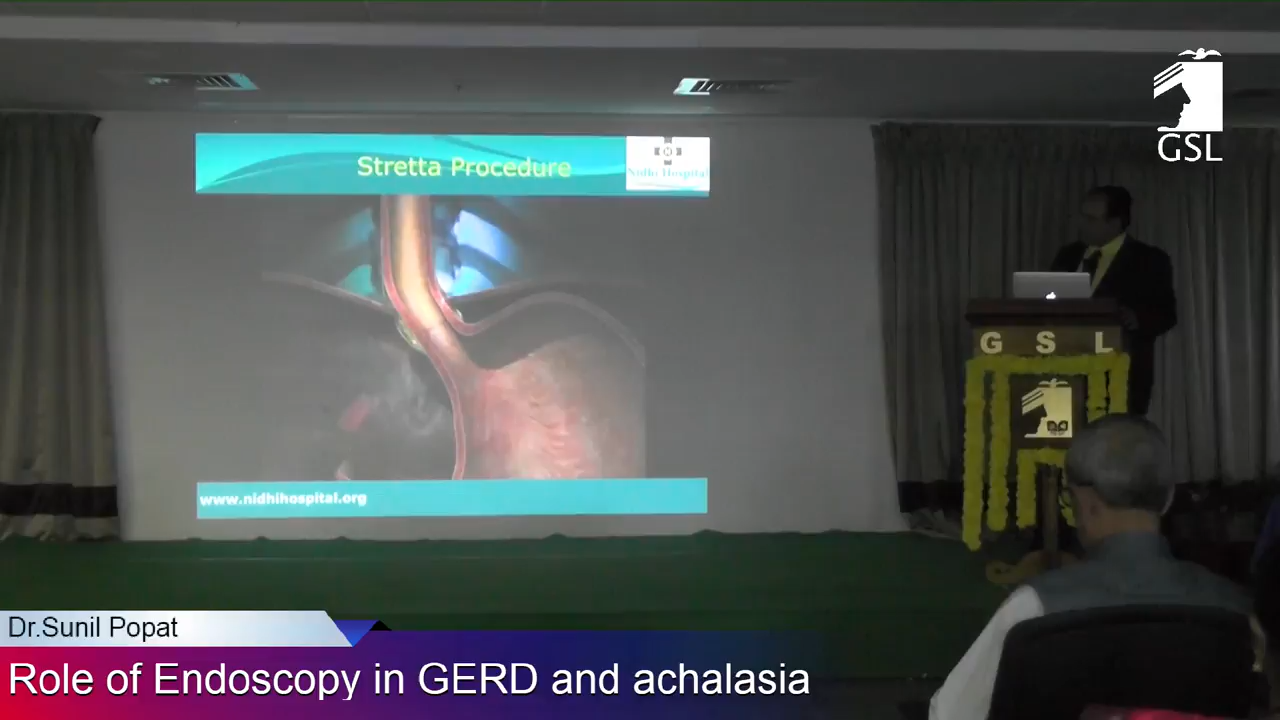 Stretta Procedure
Nidhi Hospital
GSL
G S L
www.nidhihospital.org
Dr.Sunil Popat
Role of Endoscopy in GERD and achalasia